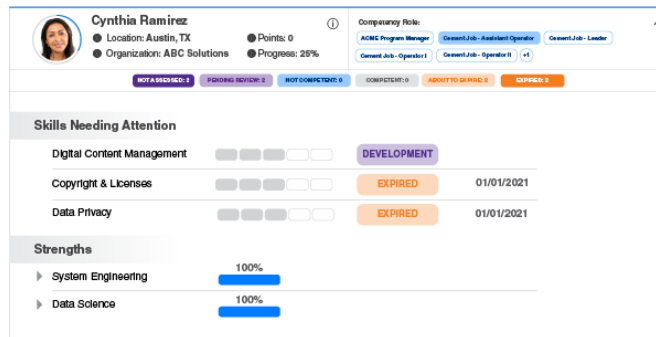 Cynthia Ramirez
Location: Austin, TX
Points: 0
Organization: ABC Solutions
Progress: 25%
Competancy Role:
ACME Program Manager
Cement Job - Assistant Operator
Cement Job - Leader
Cement Job - Operator I
Cement Job - Operator II
+1
NOT ASSESSED: 2
PENDING REVIEW: 2
NOT COMPETENT: 0
COMPETENT: 0
ABOUT TO EXPIRE: 2
EXPIRED: 2
Skills Needing Attention
Digital Content Management DEVELOPMENT
Copyright & Licenses EXPIRED 01/01/2021
Data Privacy EXPIRED 01/01/2021
Strengths
System Engineering 100%
Data Science 100%